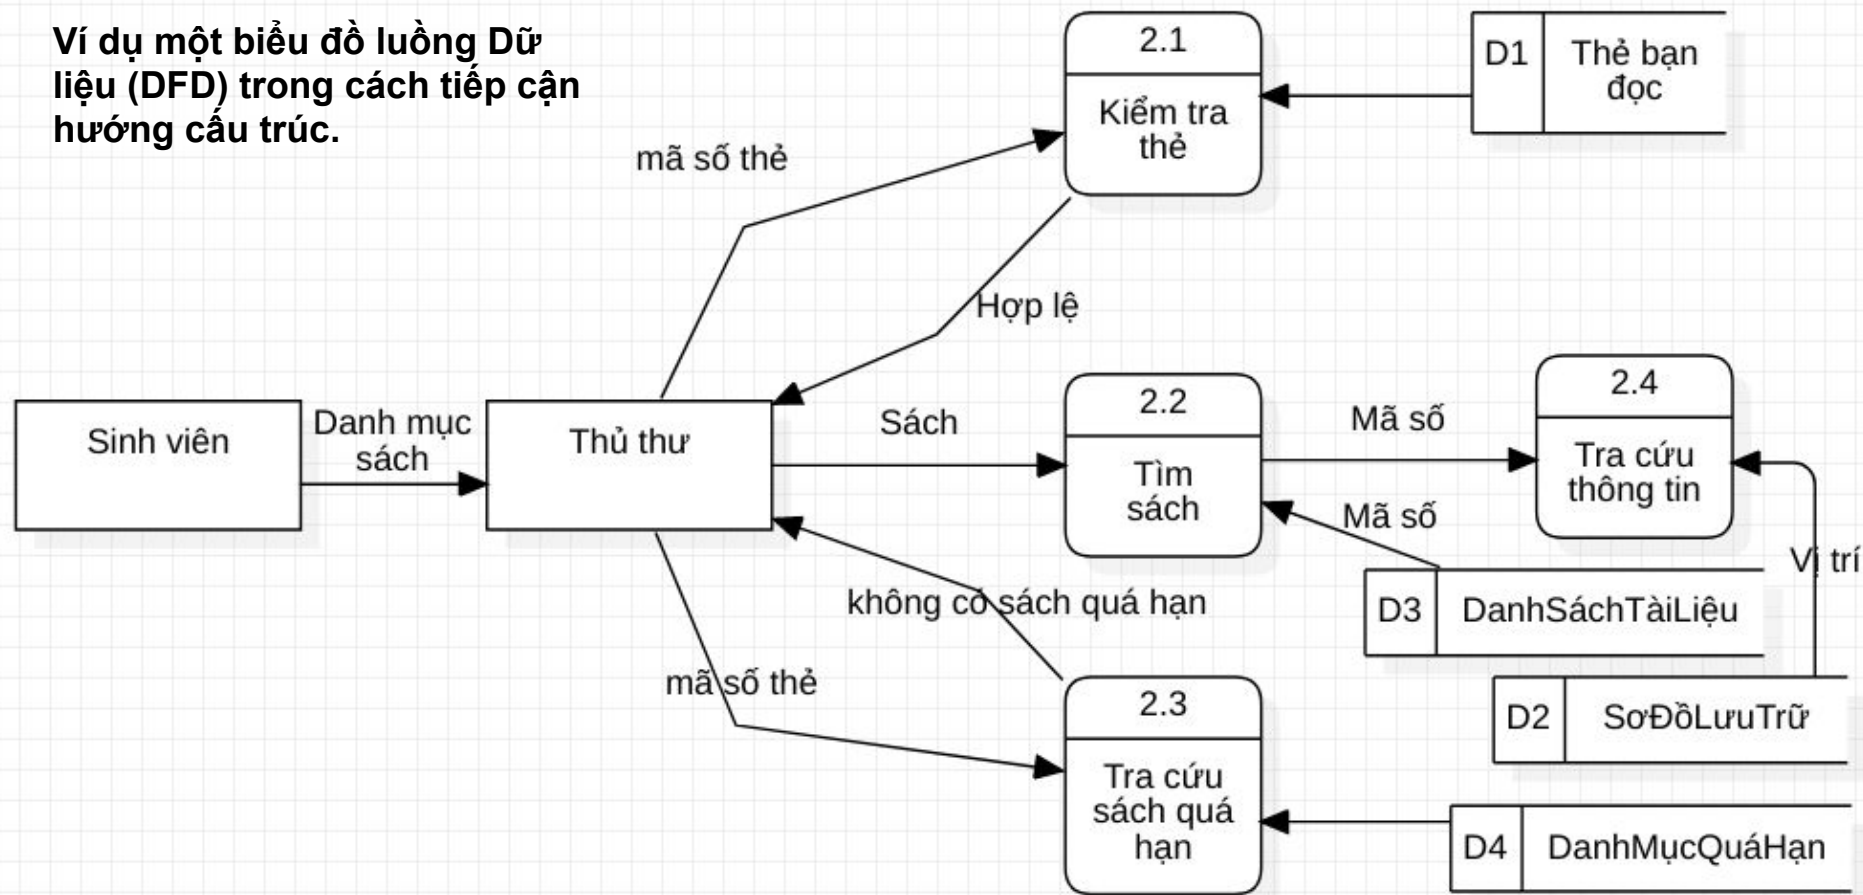 Ví dụ một biểu đồ luồng Dữ
liệu (DFD) trong cách tiếp cận
hướng cấu trúc.
2.1
Kiểm tra
thẻ
D1
Thẻ bạn
đọc
mã số thẻ
Hợp lệ
Sinh viên
Danh mục
sách
Thủ thư
Sách
2.2
Tìm
sách
Mã số
2.4
Tra cứu
thông tin
Mã số
Vị trí
không có sách quá hạn
D3
DanhSáchTàiLiệu
mã số thẻ
2.3
Tra cứu
sách quá
hạn
D2
SơĐồLưuTrữ
D4
DanhMụcQuáHạn